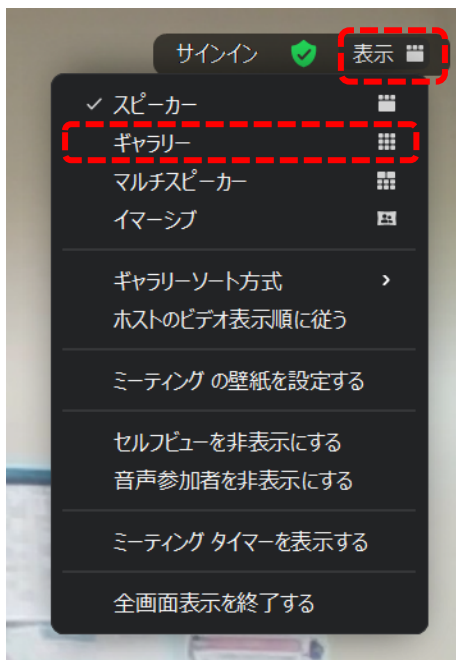 サインイン 表示
スピーカー
ギャラリー
マルチスピーカー
イマーシブ
ギャラリーソート方式
ホストのビデオ表示順に従う
ミーティング の壁紙を設定する
セルフビューを非表示にする
音声参加者を非表示にする
ミーティング タイマーを表示する
全画面表示を終了する